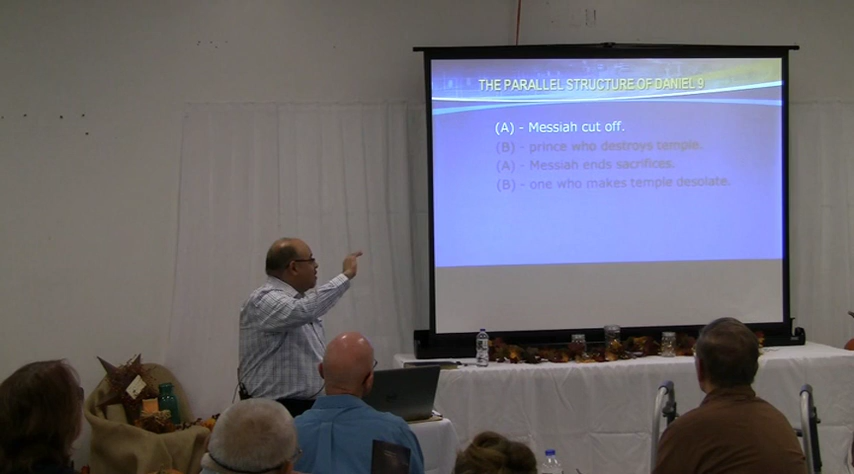 THE PARALLEL STRUCTURE OF DANIEL 9
(A) - Messiah cut off.
(B) - prince who destroys temple.
(A) - Messiah ends sacrifices.
(B) - one who makes temple desolate.